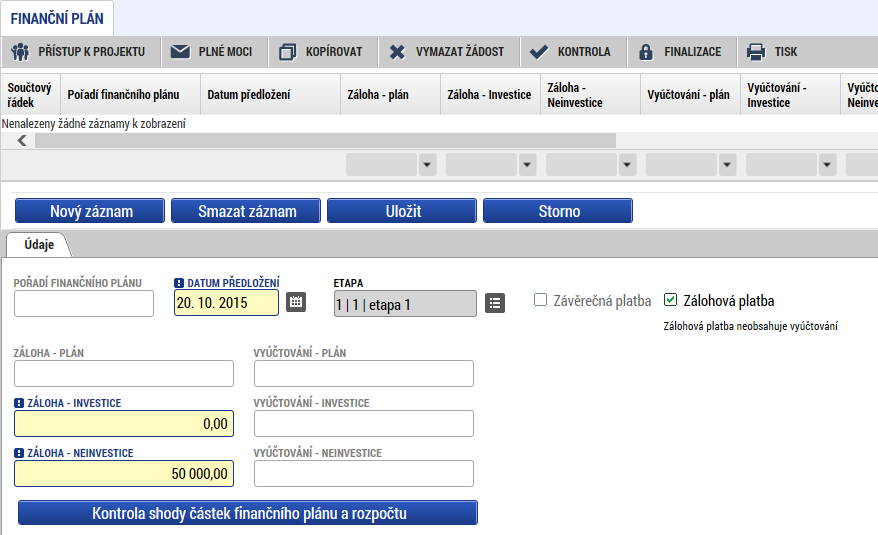 FINANČNÍ PLÁN
PŘÍSTUP K PROJEKTU PLNÉ MOCI KOPÍROVAT VYMAZAT ŽÁDOST KONTROLA FINALIZACE TISK
Součtový řádek Pořadí finančního plánu Datum předložení Záloha - plán Záloha - Investice Záloha - Neinvestice Vyúčtování - plán Vyúčtování - Investice Vyúčto Neinve
Nenalezeny žádné záznamy k zobrazení
Nový záznam Smazat záznam Uložit Storno
Údaje
POŘADÍ FINANČNÍHO PLÁNU DATUM PŘEDLOŽENÍ ETAPA
20. 10. 2015 1 | 1 | etapa 1 Závěrečná platba Zálohová platba
Zálohová platba neobsahuje vyúčtování
ZÁLOHA - PLÁN VYÚČTOVÁNÍ - PLÁN
ZÁLOHA - INVESTICE VYÚČTOVÁNÍ - INVESTICE
0,00
ZÁLOHA - NEINVESTICE VYÚČTOVÁNÍ - NEINVESTICE
50 000,00
Kontrola shody částek finančního plánu a rozpočtu